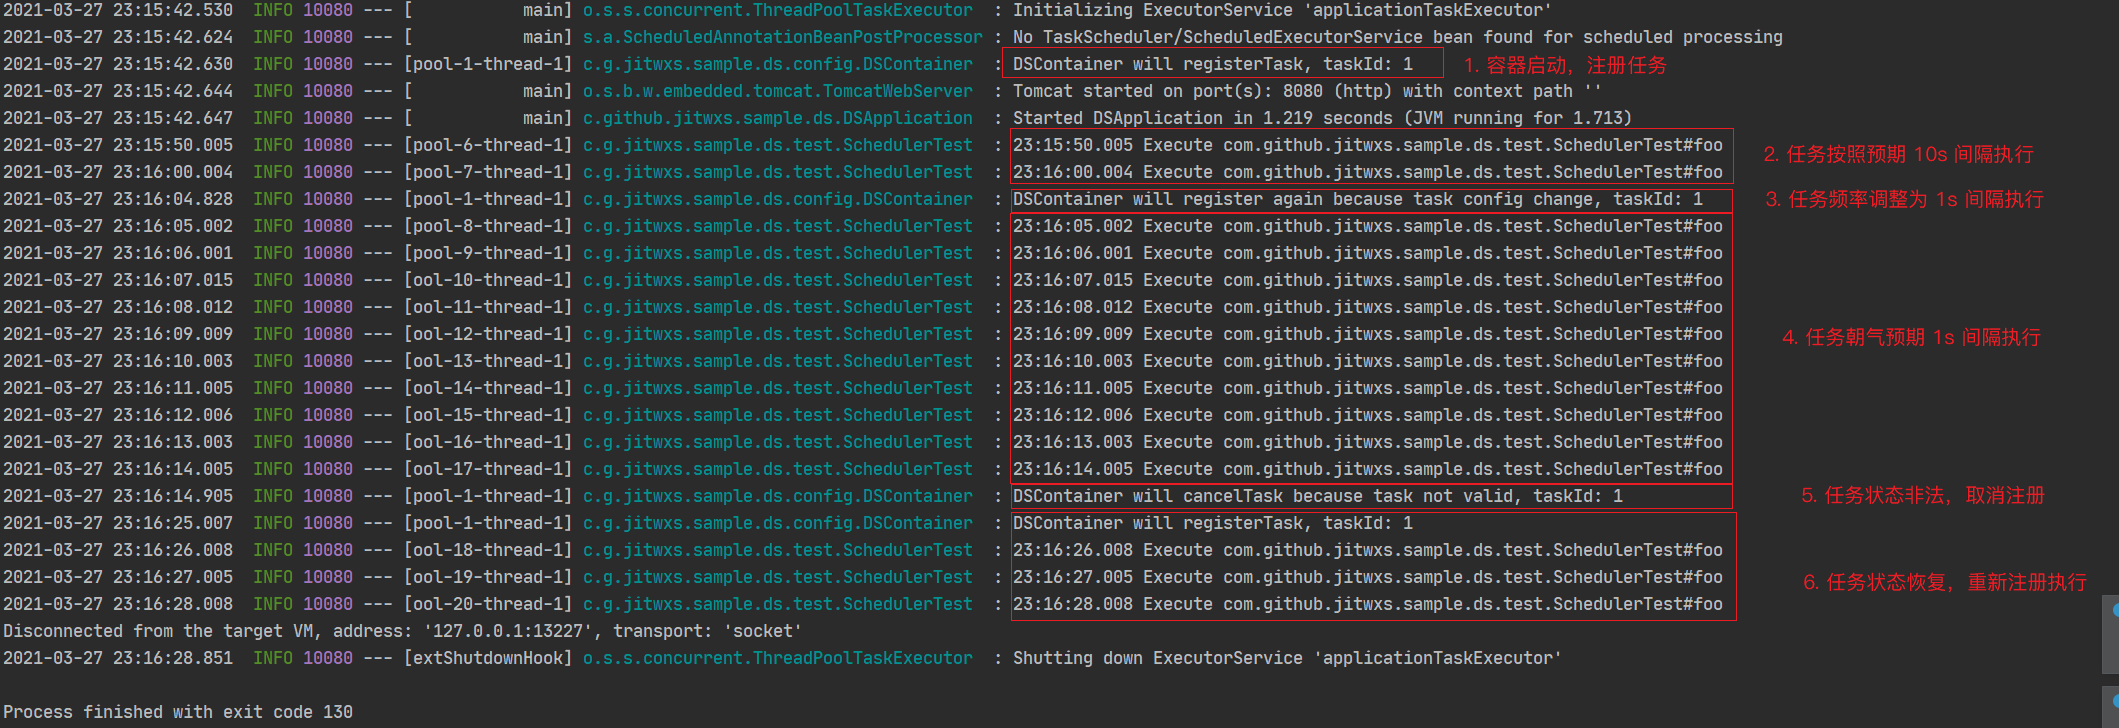 2021-03-27 23:15:42.530  INFO 10080 --- [           main] o.s.s.concurrent.ThreadPoolTaskExecutor  : Initializing ExecutorService 'applicationTaskExecutor'
2021-03-27 23:15:42.624  INFO 10080 --- [           main] s.a.ScheduledAnnotationBeanPostProcessor : No TaskScheduler/ScheduledExecutorService bean found for scheduled processing
2021-03-27 23:15:42.630  INFO 10080 --- [pool-1-thread-1] c.g.jitwxs.sample.ds.config.DSContainer  : DSContainer will registerTask, taskId: 1 1. 容器启动，注册任务
2021-03-27 23:15:42.644  INFO 10080 --- [           main] o.s.b.w.embedded.tomcat.TomcatWebServer  : Tomcat started on port(s): 8080 (http) with context path ''
2021-03-27 23:15:42.647  INFO 10080 --- [           main] c.github.jitwxs.sample.ds.DSApplication  : Started DSApplication in 1.219 seconds (JVM running for 1.713)
2021-03-27 23:15:50.005  INFO 10080 --- [pool-6-thread-1] c.g.jitwxs.sample.ds.test.SchedulerTest  : 23:15:50.005 Execute com.github.jitwxs.sample.ds.test.SchedulerTest#foo 2. 任务按照预期 10s 间隔执行
2021-03-27 23:16:00.004  INFO 10080 --- [pool-7-thread-1] c.g.jitwxs.sample.ds.test.SchedulerTest  : 23:16:00.004 Execute com.github.jitwxs.sample.ds.test.SchedulerTest#foo
2021-03-27 23:16:04.828  INFO 10080 --- [pool-1-thread-1] c.g.jitwxs.sample.ds.config.DSContainer  : DSContainer will register again because task config change, taskId: 1 3. 任务频率调整为 1s 间隔执行
2021-03-27 23:16:05.002  INFO 10080 --- [pool-8-thread-1] c.g.jitwxs.sample.ds.test.SchedulerTest  : 23:16:05.002 Execute com.github.jitwxs.sample.ds.test.SchedulerTest#foo
2021-03-27 23:16:06.001  INFO 10080 --- [pool-9-thread-1] c.g.jitwxs.sample.ds.test.SchedulerTest  : 23:16:06.001 Execute com.github.jitwxs.sample.ds.test.SchedulerTest#foo
2021-03-27 23:16:07.015  INFO 10080 --- [ool-10-thread-1] c.g.jitwxs.sample.ds.test.SchedulerTest  : 23:16:07.015 Execute com.github.jitwxs.sample.ds.test.SchedulerTest#foo
2021-03-27 23:16:08.012  INFO 10080 --- [ool-11-thread-1] c.g.jitwxs.sample.ds.test.SchedulerTest  : 23:16:08.012 Execute com.github.jitwxs.sample.ds.test.SchedulerTest#foo
2021-03-27 23:16:09.009  INFO 10080 --- [ool-12-thread-1] c.g.jitwxs.sample.ds.test.SchedulerTest  : 23:16:09.009 Execute com.github.jitwxs.sample.ds.test.SchedulerTest#foo 4. 任务朝气预期 1s 间隔执行
2021-03-27 23:16:10.003  INFO 10080 --- [ool-13-thread-1] c.g.jitwxs.sample.ds.test.SchedulerTest  : 23:16:10.003 Execute com.github.jitwxs.sample.ds.test.SchedulerTest#foo
2021-03-27 23:16:11.005  INFO 10080 --- [ool-14-thread-1] c.g.jitwxs.sample.ds.test.SchedulerTest  : 23:16:11.005 Execute com.github.jitwxs.sample.ds.test.SchedulerTest#foo
2021-03-27 23:16:12.006  INFO 10080 --- [ool-15-thread-1] c.g.jitwxs.sample.ds.test.SchedulerTest  : 23:16:12.006 Execute com.github.jitwxs.sample.ds.test.SchedulerTest#foo
2021-03-27 23:16:13.003  INFO 10080 --- [ool-16-thread-1] c.g.jitwxs.sample.ds.test.SchedulerTest  : 23:16:13.003 Execute com.github.jitwxs.sample.ds.test.SchedulerTest#foo
2021-03-27 23:16:14.005  INFO 10080 --- [ool-17-thread-1] c.g.jitwxs.sample.ds.test.SchedulerTest  : 23:16:14.005 Execute com.github.jitwxs.sample.ds.test.SchedulerTest#foo
2021-03-27 23:16:14.905  INFO 10080 --- [pool-1-thread-1] c.g.jitwxs.sample.ds.config.DSContainer  : DSContainer will cancelTask because task not valid, taskId: 1 5. 任务状态非法，取消注册
2021-03-27 23:16:25.007  INFO 10080 --- [pool-1-thread-1] c.g.jitwxs.sample.ds.config.DSContainer  : DSContainer will registerTask, taskId: 1
2021-03-27 23:16:26.008  INFO 10080 --- [ool-18-thread-1] c.g.jitwxs.sample.ds.test.SchedulerTest  : 23:16:26.008 Execute com.github.jitwxs.sample.ds.test.SchedulerTest#foo
2021-03-27 23:16:27.005  INFO 10080 --- [ool-19-thread-1] c.g.jitwxs.sample.ds.test.SchedulerTest  : 23:16:27.005 Execute com.github.jitwxs.sample.ds.test.SchedulerTest#foo 6. 任务状态恢复，重新注册执行
2021-03-27 23:16:28.008  INFO 10080 --- [ool-20-thread-1] c.g.jitwxs.sample.ds.test.SchedulerTest  : 23:16:28.008 Execute com.github.jitwxs.sample.ds.test.SchedulerTest#foo
Disconnected from the target VM, address: '127.0.0.1:13227', transport: 'socket'
2021-03-27 23:16:28.851  INFO 10080 --- [extShutdownHook] o.s.s.concurrent.ThreadPoolTaskExecutor  : Shutting down ExecutorService 'applicationTaskExecutor'
Process finished with exit code 130